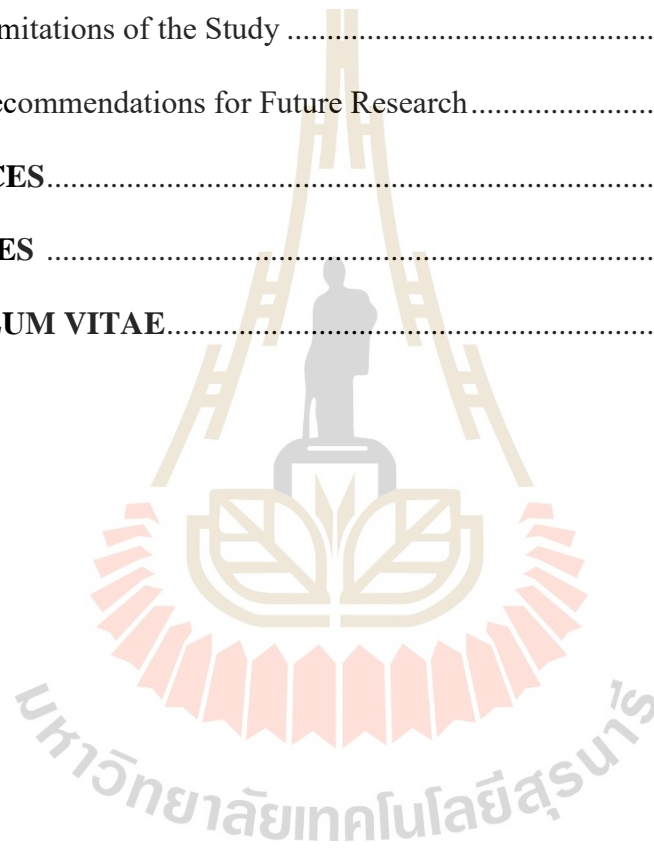 mitations of the Study ................................................
ecommendations for Future Research .........................
CES ...............................................................................
ES ................................................................................
LUM VITAE ................................................................
มหาวิทยาลัยเทคโนโลยีสุรนารี